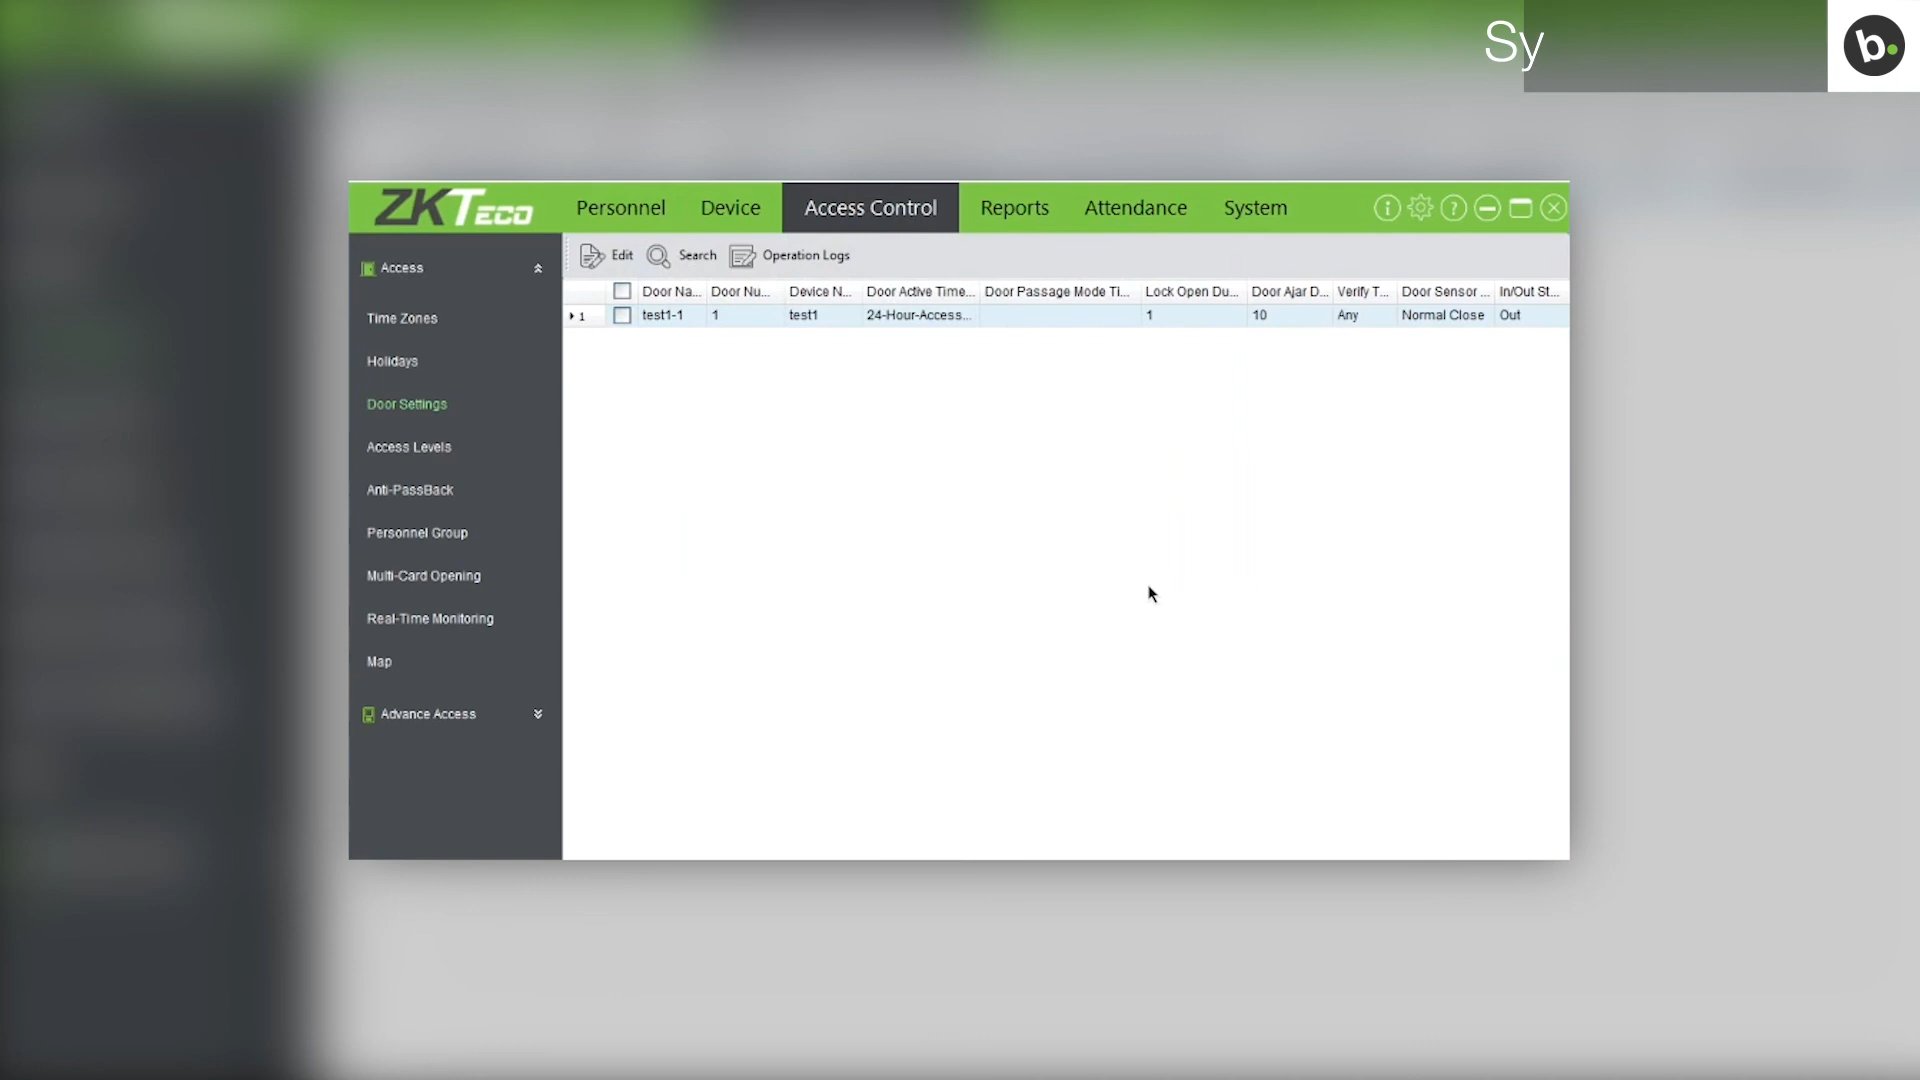 Sy
b.
ZKTeco
Personnel Device Access Control Reports Attendance System
Edit Search Operation Logs
Access
Door Na... Door Nu... Device N... Door Active Time... Door Passage Mode Ti... Lock Open Du... Door Ajar D... Verify T... Door Sensor ... In/Out St...
1 test1-1 1 test1 24-Hour-Access... 1 10 Any Normal Close Out
Time Zones
Holidays
Door Settings
Access Levels
Anti-PassBack
Personnel Group
Multi-Card Opening
Real-Time Monitoring
Map
Advance Access